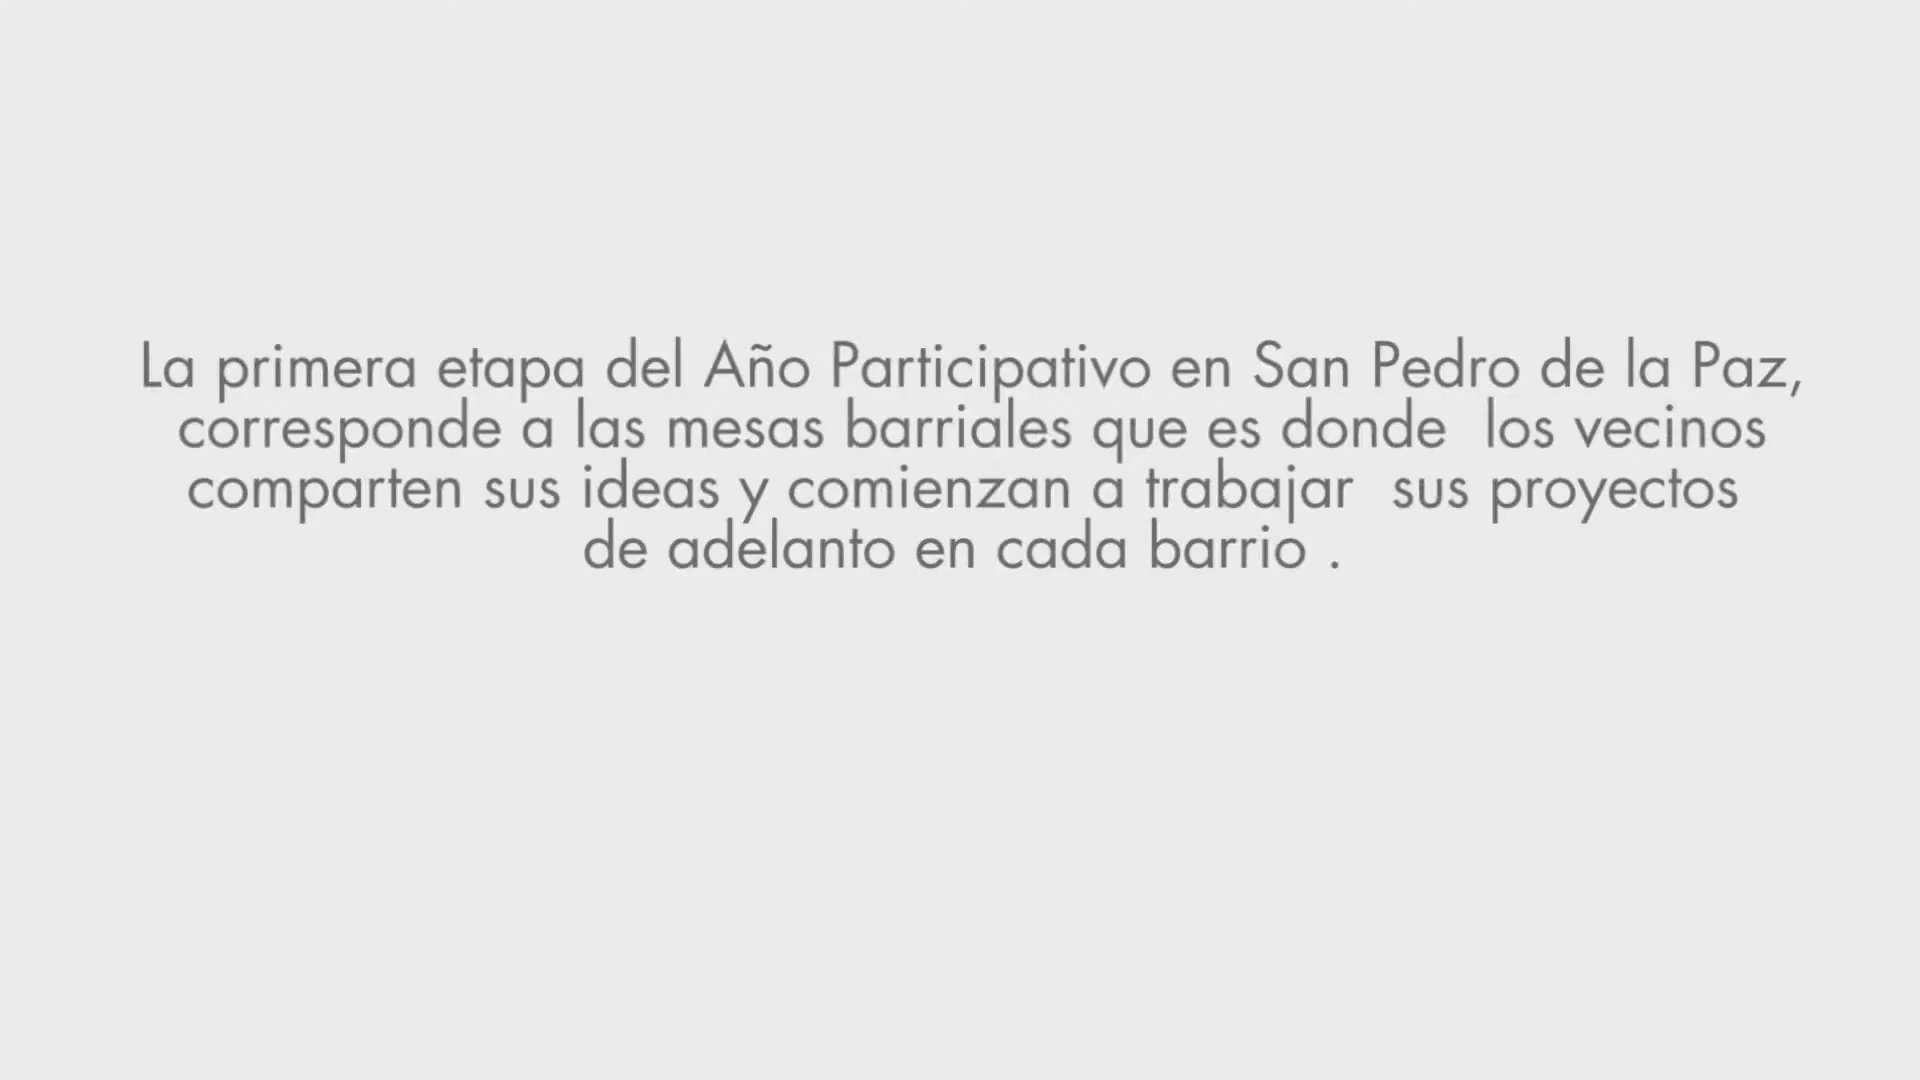 La primera etapa del Año Participativo en San Pedro de la Paz,
corresponde a las mesas barriales que es donde  los vecinos
comparten sus ideas y comienzan a trabajar  sus proyectos
de adelanto en cada barrio .